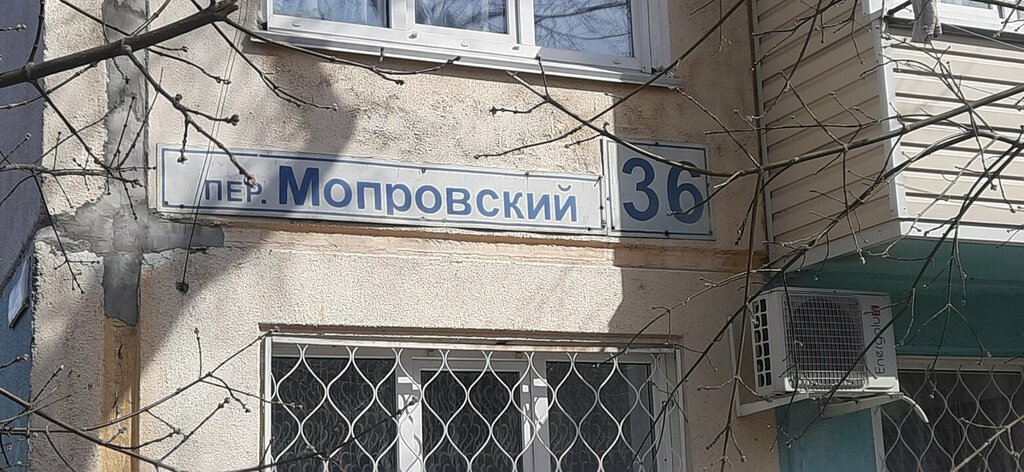 пер. Мопровский 36
Energolux